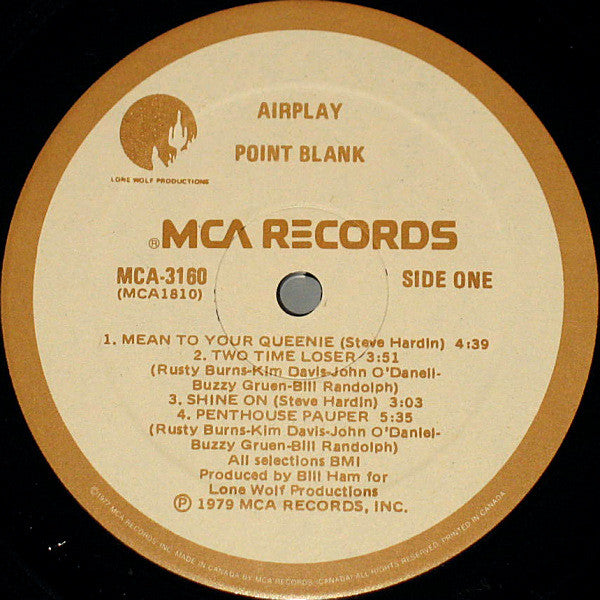 AIRPLAY
POINT BLANK
LONE WOLF PRODUCTIONS
®MCA RECORDS
MCA-3160
(MCA1810)
SIDE ONE
1. MEAN TO YOUR QUEENIE (Steve Hardin) 4:39
2. TWO TIME LOSER 3:51
(Rusty Burns-Kim Davis-John O'Daneil-
Buzzy Gruen-Bill Randolph)
3. SHINE ON (Steve Hardin) 3:03
4. PENTHOUSE PAUPER 5:35
(Rusty Burns-Kim Davis-John O'Daniel-
Buzzy Gruen-Bill Randolph)
All selections BMI
Produced by Bill Ham for
Lone Wolf Productions
Ⓟ 1979 MCA RECORDS, INC.
©1977 MCA RECORDS, INC. MADE IN CANADA BY MCA RECORDS (CANADA) ALL RIGHTS RESERVED. PRINTED IN CANADA